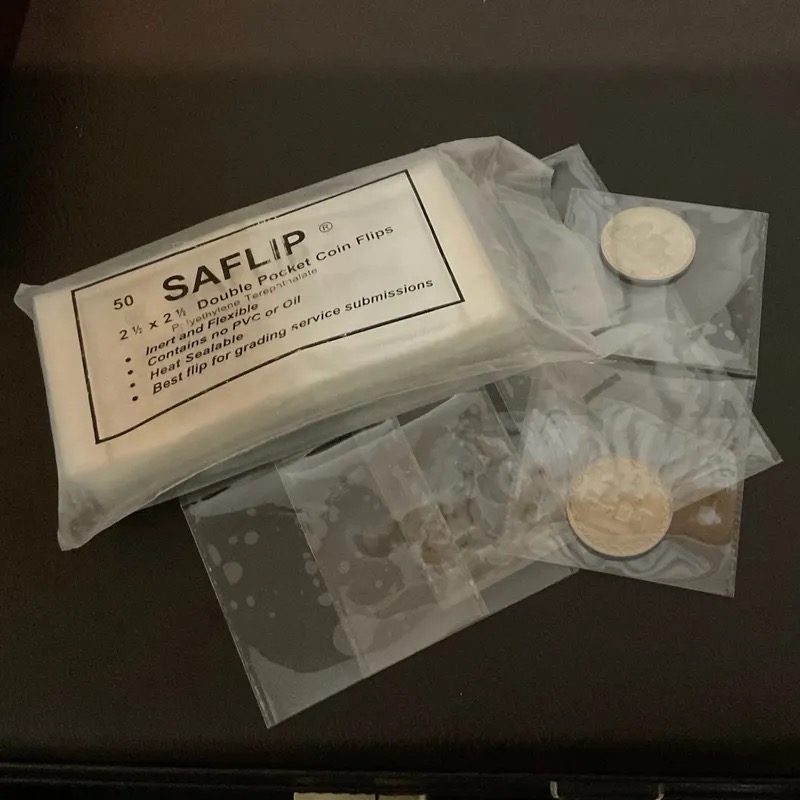 50 SAFLIP ®
2 ½ x 2 ½ Double Pocket Coin Flips
Polyethylene Terephthalate
• Inert and Flexible
• Contains no PVC or Oil
• Heat Sealable
• Best flip for grading service submissions